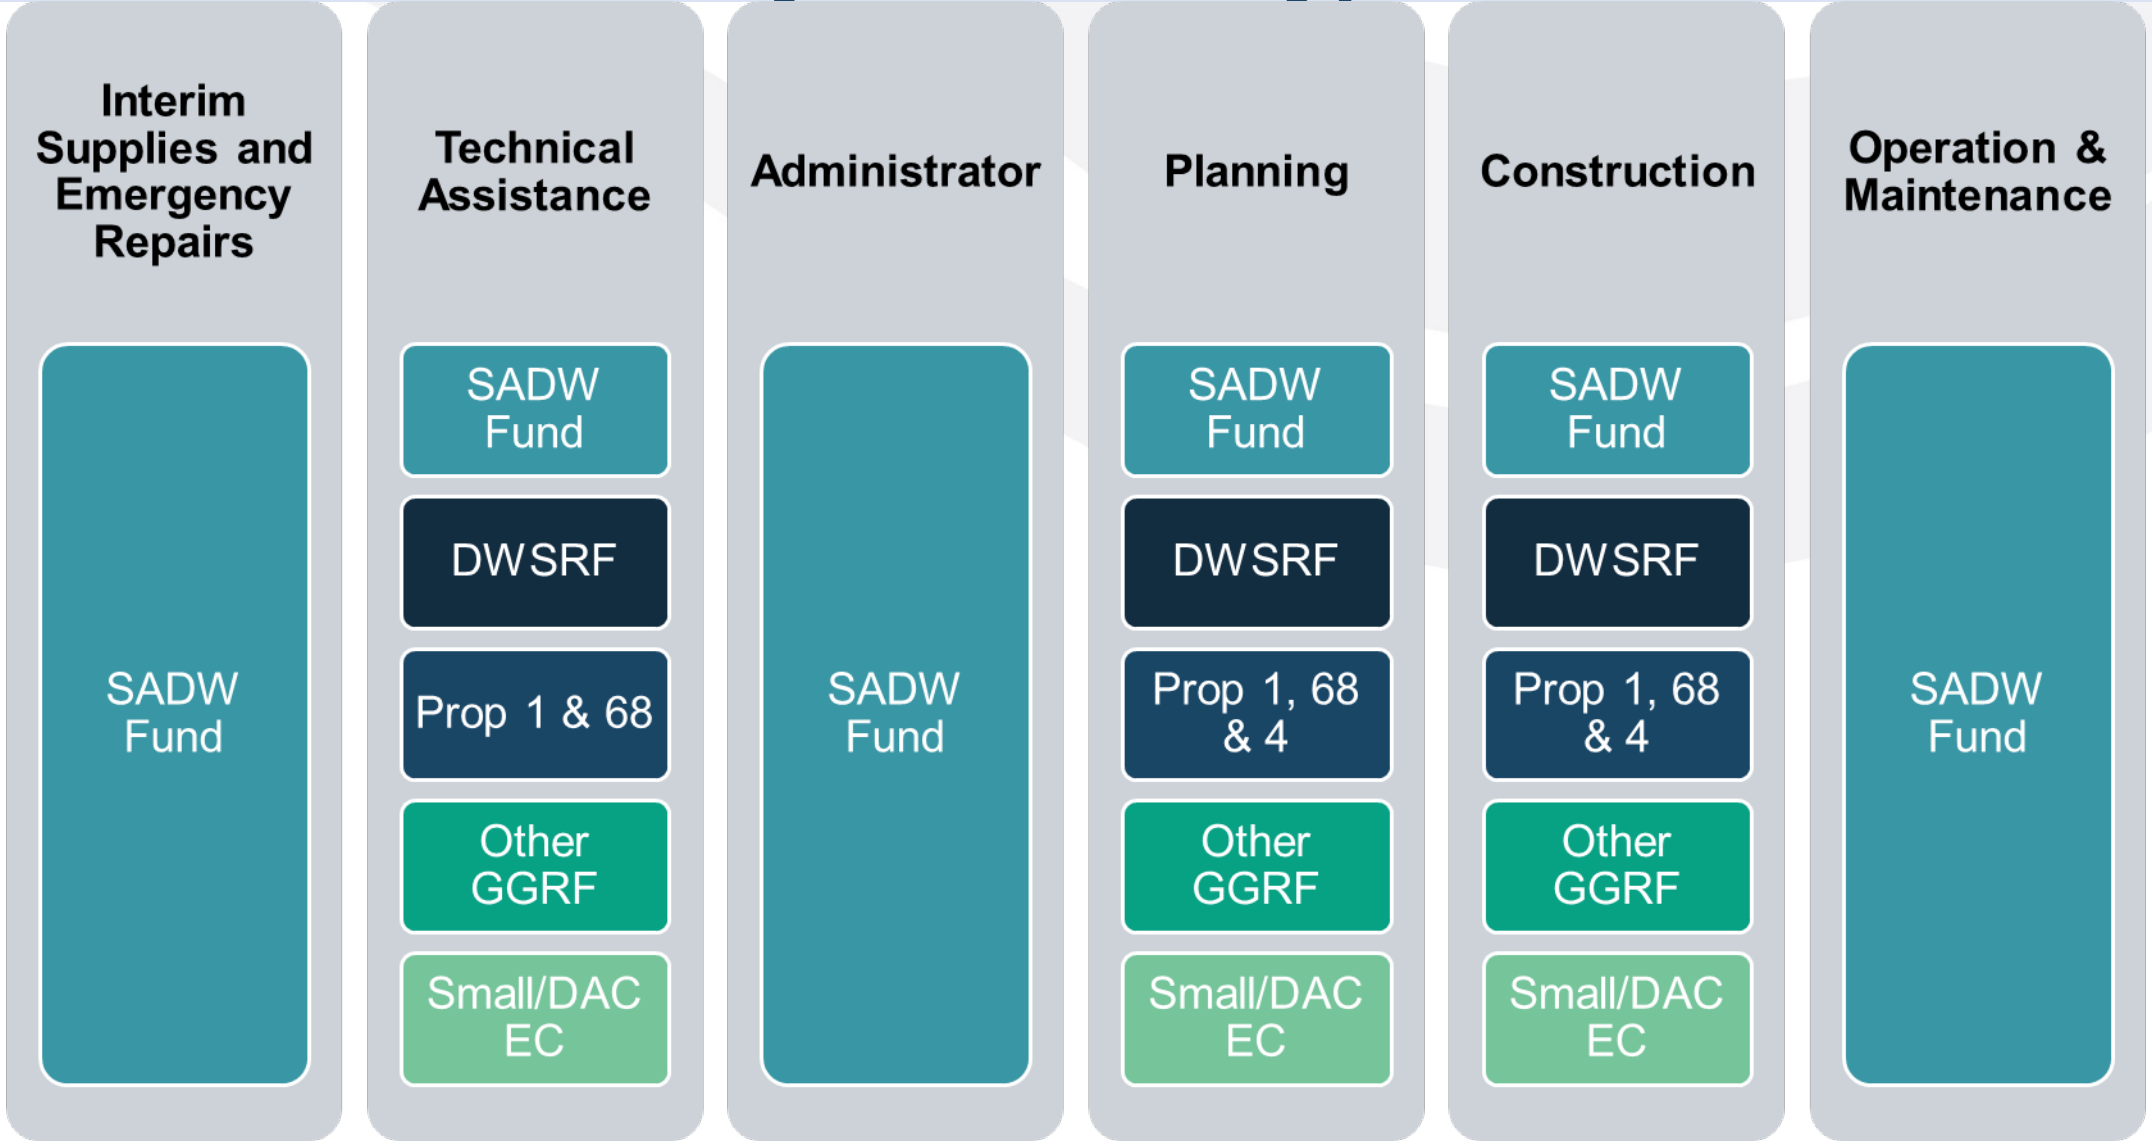 Interim
Supplies and
Emergency
Repairs
SADW
Fund
Technical
Assistance
SADW
Fund
DWSRF
Prop 1 & 68
Other
GGRF
Small/DAC
EC
Administrator
SADW
Fund
Planning
SADW
Fund
DWSRF
Prop 1, 68
& 4
Other
GGRF
Small/DAC
EC
Construction
SADW
Fund
DWSRF
Prop 1, 68
& 4
Other
GGRF
Small/DAC
EC
Operation &
Maintenance
SADW
Fund